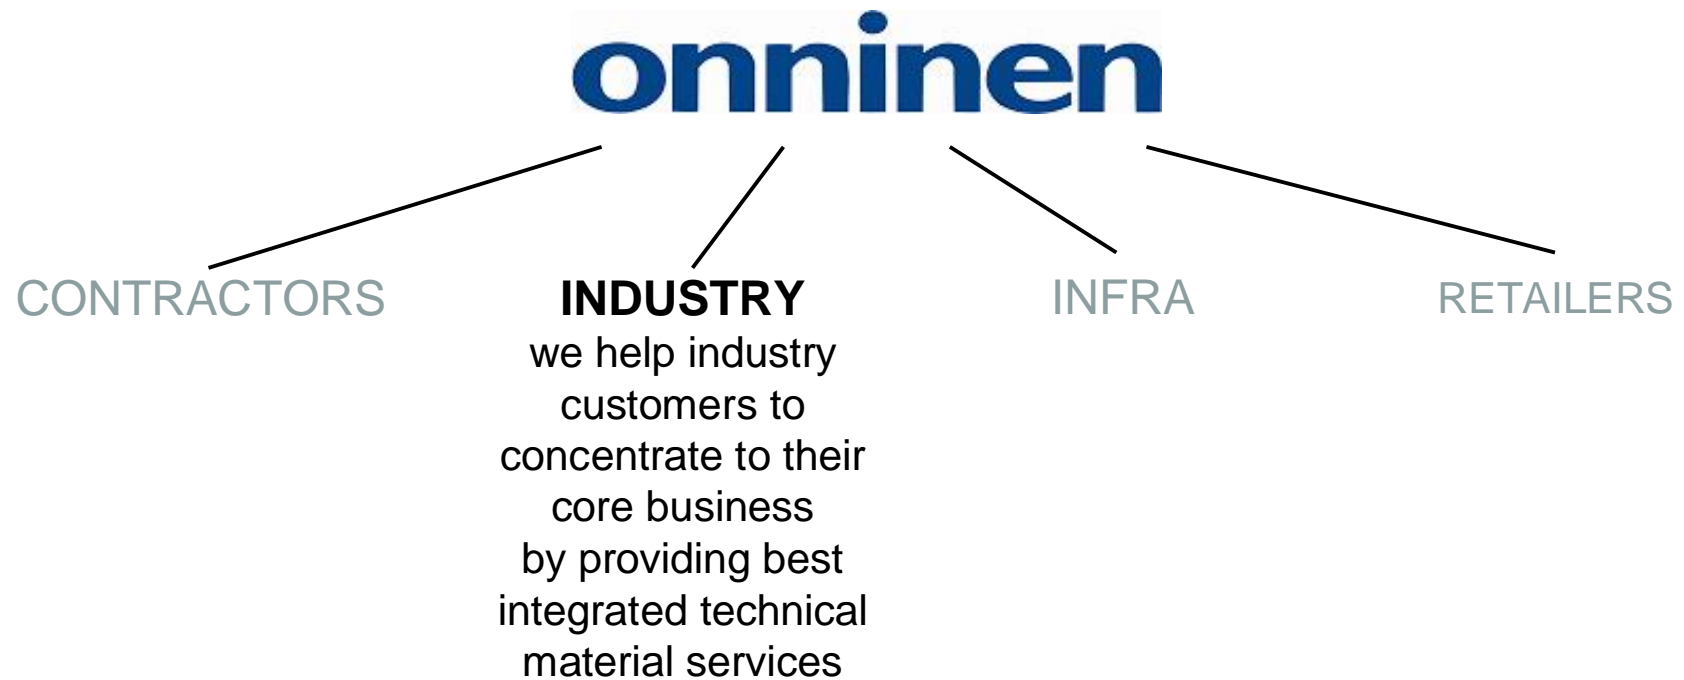 onninen
CONTRACTORS
INDUSTRY
we help industry
customers to
concentrate to their
core business
by providing best
integrated technical
material services
INFRA
RETAILERS